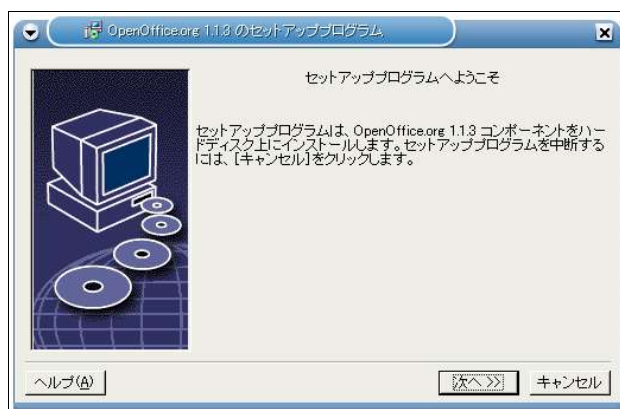 OpenOffice.org 1.1.3 のセットアッププログラム
セットアッププログラムへようこそ
セットアッププログラムは、OpenOffice.org 1.1.3 コンポーネントをハー
ドディスク上にインストールします。セットアッププログラムを中断する
には、[キャンセル]をクリックします。
ヘルプ(A)
次へ >>
キャンセル